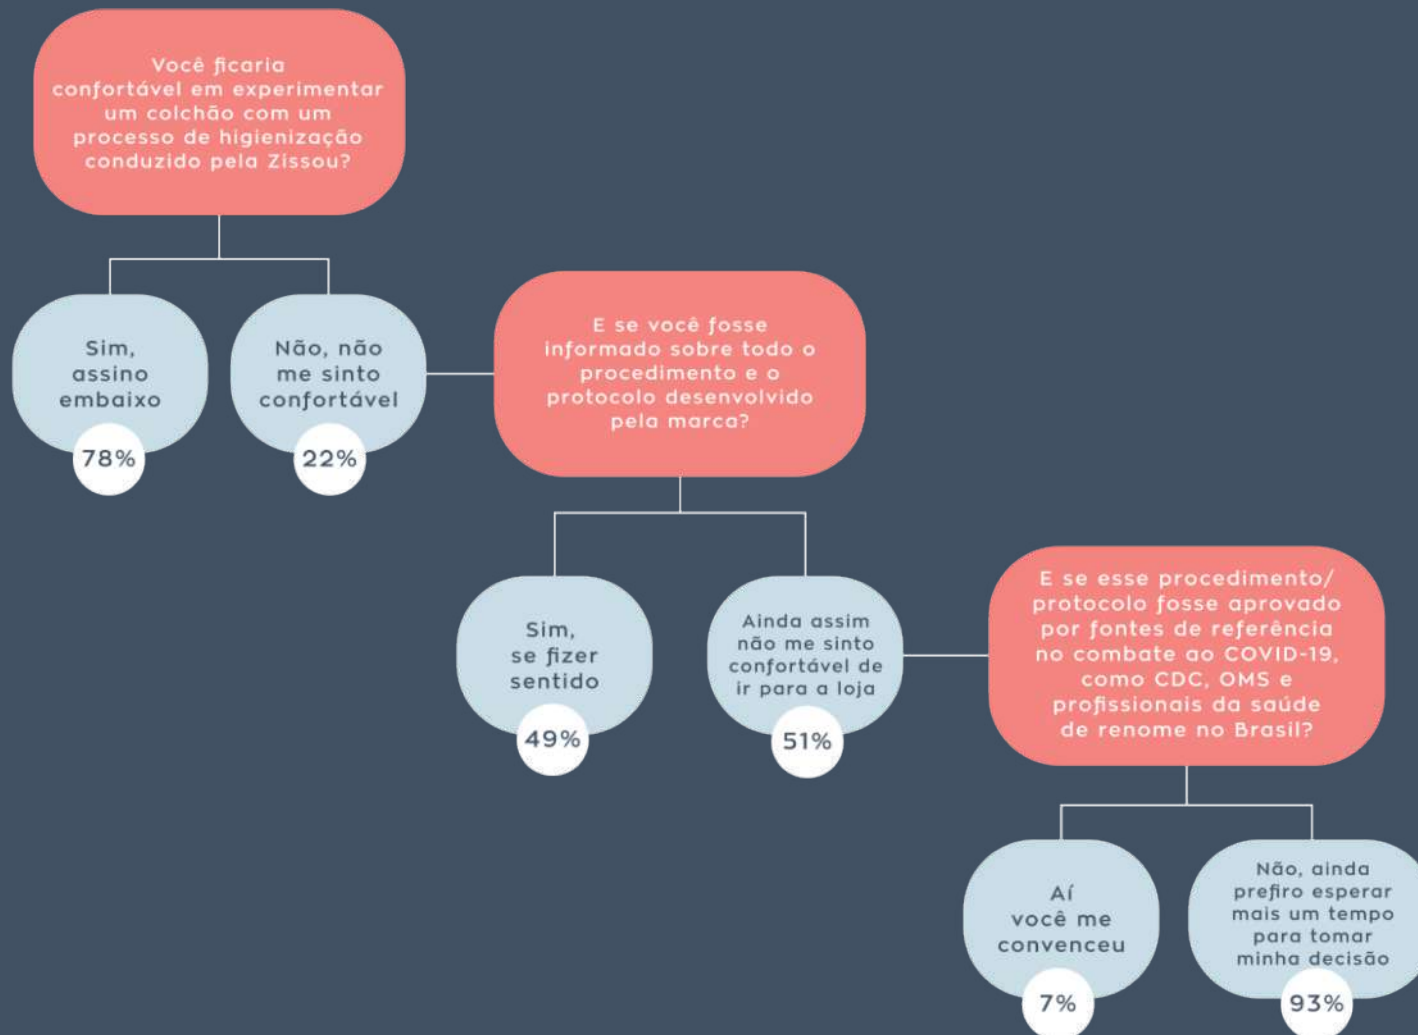 Você ficaria
confortável em experimentar
um colchão com um
processo de higienização
conduzido pela Zissou?
Sim,
assino
embaixo
78%
Não, não
me sinto
confortável
22%
E se você fosse
informado sobre todo o
procedimento e o
protocolo desenvolvido
pela marca?
Sim,
se fizer
sentido
49%
Ainda assim
não me sinto
confortável de
ir para a loja
51%
E se esse procedimento/
protocolo fosse aprovado
por fontes de referência
no combate ao COVID-19,
como CDC, OMS e
profissionais da saúde
de renome no Brasil?
Aí
você me
convenceu
7%
Não, ainda
prefiro esperar
mais um tempo
para tomar
minha decisão
93%